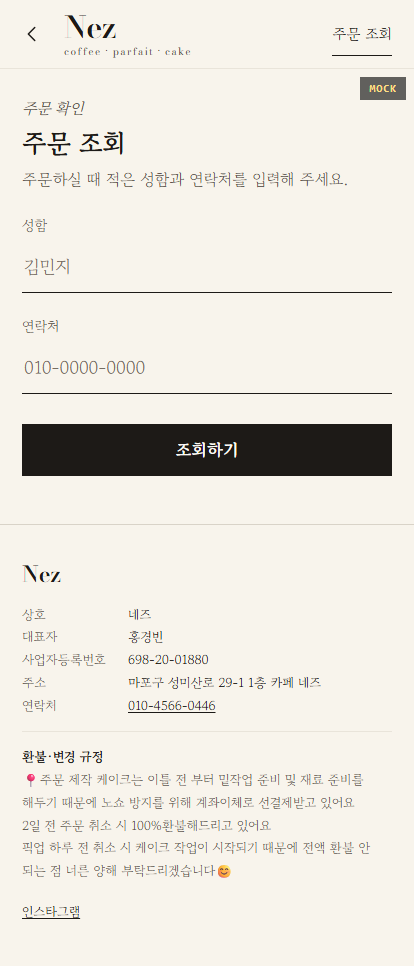 Nez
coffee · parfait · cake
주문 조회
MOCK
주문 확인
주문 조회
주문하실 때 적은 성함과 연락처를 입력해 주세요.
성함
김민지
연락처
010-0000-0000
조회하기
Nez
상호 네즈
대표자 홍경빈
사업자등록번호 698-20-01880
주소 마포구 성미산로 29-1 1층 카페 네즈
연락처 010-4566-0446
환불·변경 규정
📍주문 제작 케이크는 이틀 전 부터 밑작업 준비 및 재료 준비를
해두기 때문에 노쇼 방지를 위해 계좌이체로 선결제받고 있어요
2일 전 주문 취소 시 100%환불해드리고 있어요
픽업 하루 전 취소 시 케이크 작업이 시작되기 때문에 전액 환불 안
되는 점 너른 양해 부탁드리겠습니다😊
인스타그램